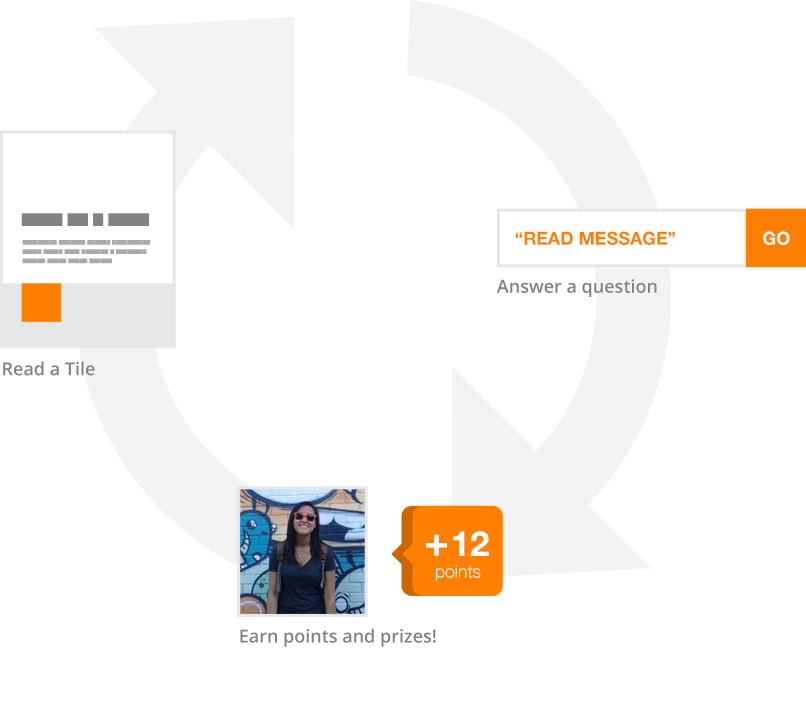 “READ MESSAGE”
GO
Answer a question
Read a Tile
+12
points
Earn points and prizes!